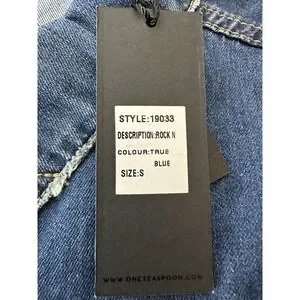 STYLE:19033
DESCRIPTION:ROCK N
COLOUR:TRUE
BLUE
SIZE:S
WWW.ONETEASPOON.COM